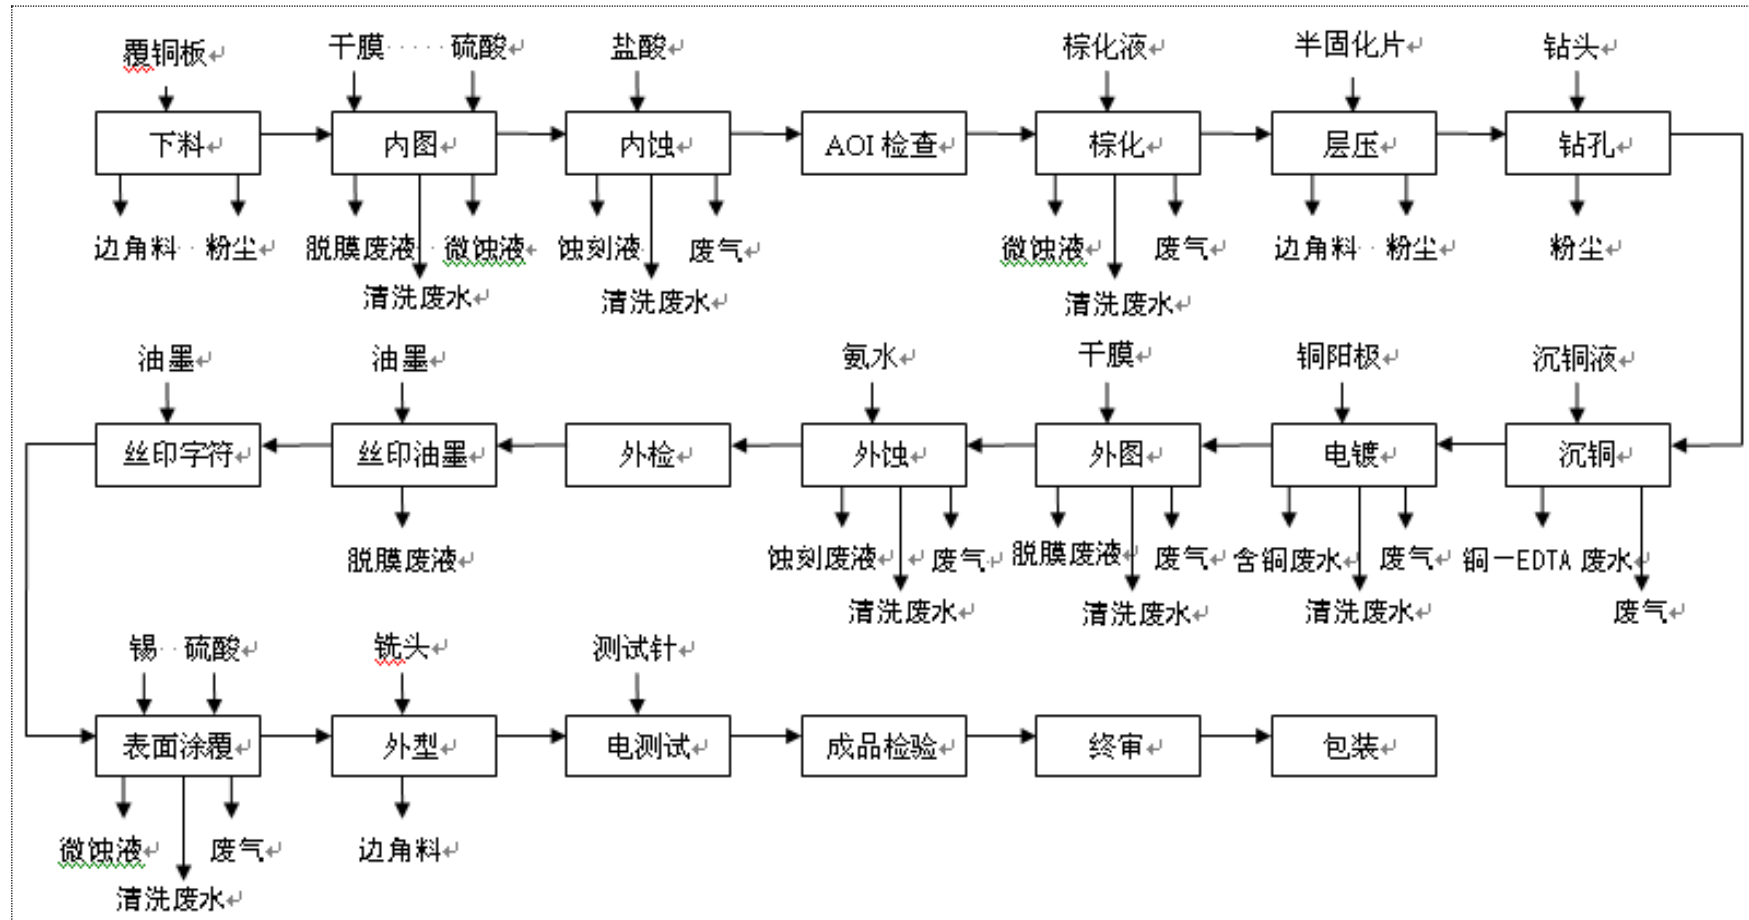 覆铜板 干膜 硫酸 盐酸 棕化液 半固化片 钻头
下料 内图 内蚀 AOI 检查 棕化 层压 钻孔
边角料 粉尘 脱膜废液 微蚀液 蚀刻液 废气 微蚀液 废气 边角料 粉尘 粉尘
清洗废水 清洗废水 清洗废水
油墨 油墨 氨水 干膜 铜阳极 沉铜液
丝印字符 丝印油墨 外检 外蚀 外图 电镀 沉铜
脱膜废液 蚀刻废液 废气 脱膜废液 废气 含铜废水 废气 铜—EDTA 废水
清洗废水 清洗废水 清洗废水 废气
锡 硫酸 铣头 测试针
表面涂覆 外型 电测试 成品检验 终审 包装
微蚀液 废气 边角料
清洗废水